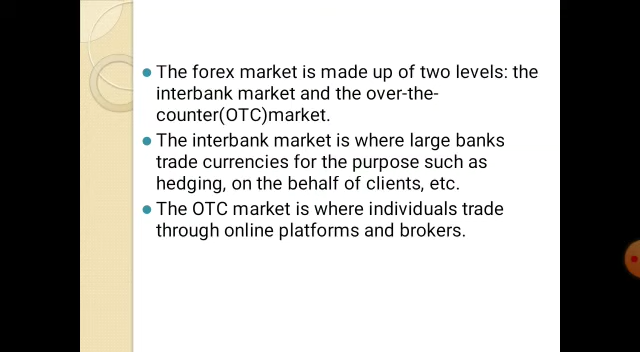 The forex market is made up of two levels: the
interbank market and the over-the-
counter(OTC)market.
The interbank market is where large banks
trade currencies for the purpose such as
hedging, on the behalf of clients, etc.
The OTC market is where individuals trade
through online platforms and brokers.